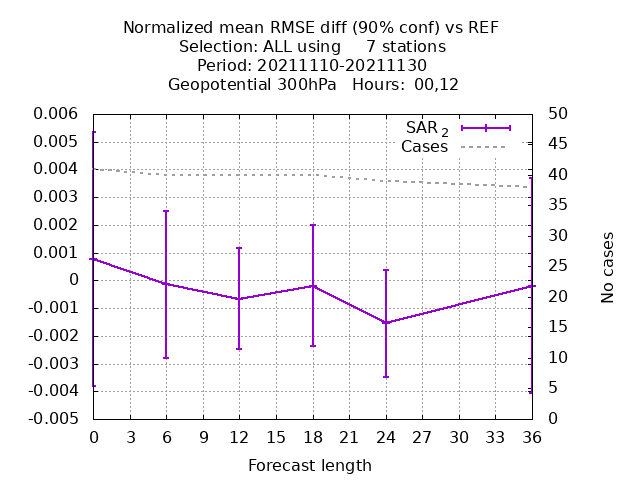 Normalized mean RMSE diff (90% conf) vs REF
Selection: ALL using     7 stations
Period: 20211110-20211130
Geopotential 300hPa   Hours:  00,12
0.006
0.005
0.004
0.003
0.002
0.001
0
-0.001
-0.002
-0.003
-0.004
-0.005
SAR 2
Cases
50
45
40
35
30
25
20
15
10
5
0
No cases
0 3 6 9 12 15 18 21 24 27 30 33 36
Forecast length